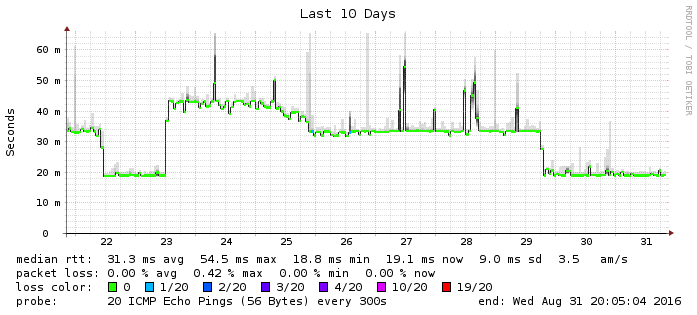 Last 10 Days
RRDTOOL / TOBI OETIKER
Seconds
60 m
50 m
40 m
30 m
20 m
10 m
0
22 23 24 25 26 27 28 29 30 31
median rtt: 31.3 ms avg 54.5 ms max 18.8 ms min 19.1 ms now 9.0 ms sd 3.5 am/s
packet loss: 0.00 % avg 0.42 % max 0.00 % min 0.00 % now
loss color: 0 1/20 2/20 3/20 4/20 10/20 19/20
probe: 20 ICMP Echo Pings (56 Bytes) every 300s end: Wed Aug 31 20:05:04 2016